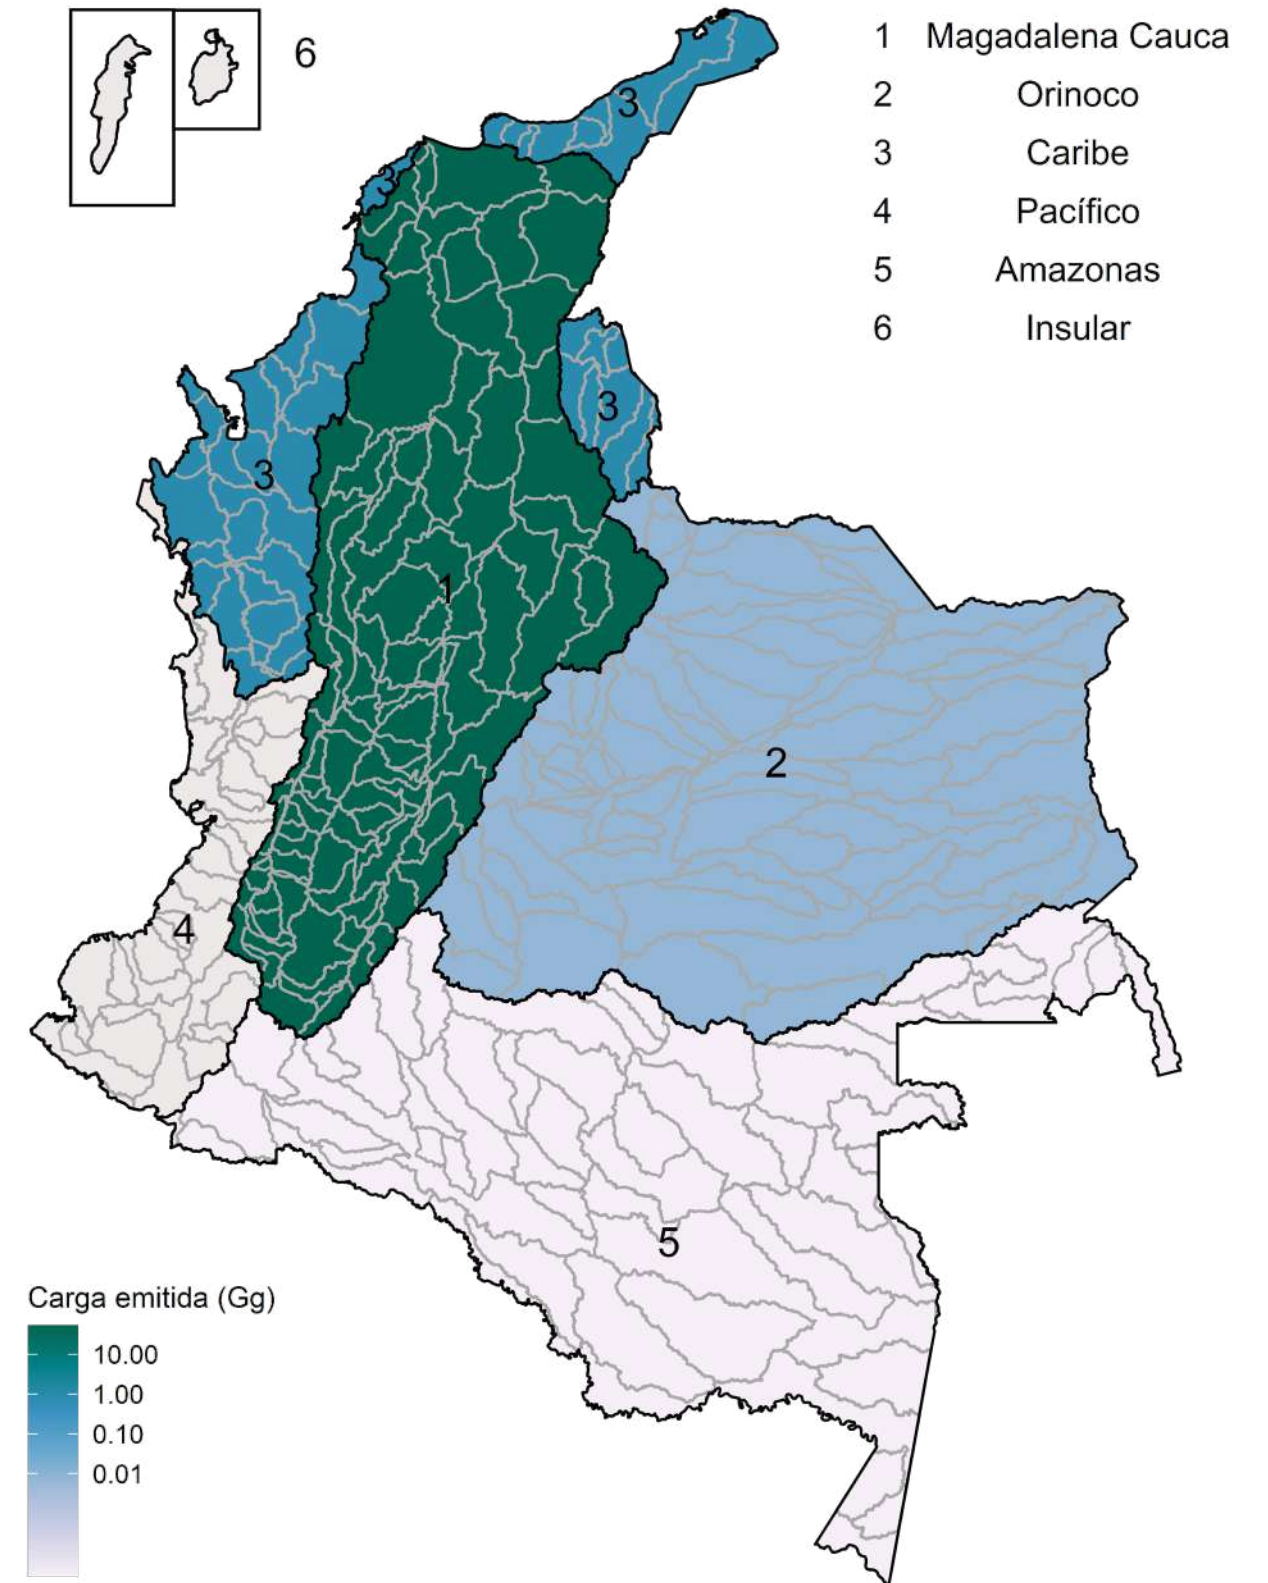 6
1 Magadalena Cauca
2 Orinoco
3 Caribe
4 Pacífico
5 Amazonas
6 Insular
3
3
3
3
1
2
4
5
Carga emitida (Gg)
10.00
1.00
0.10
0.01